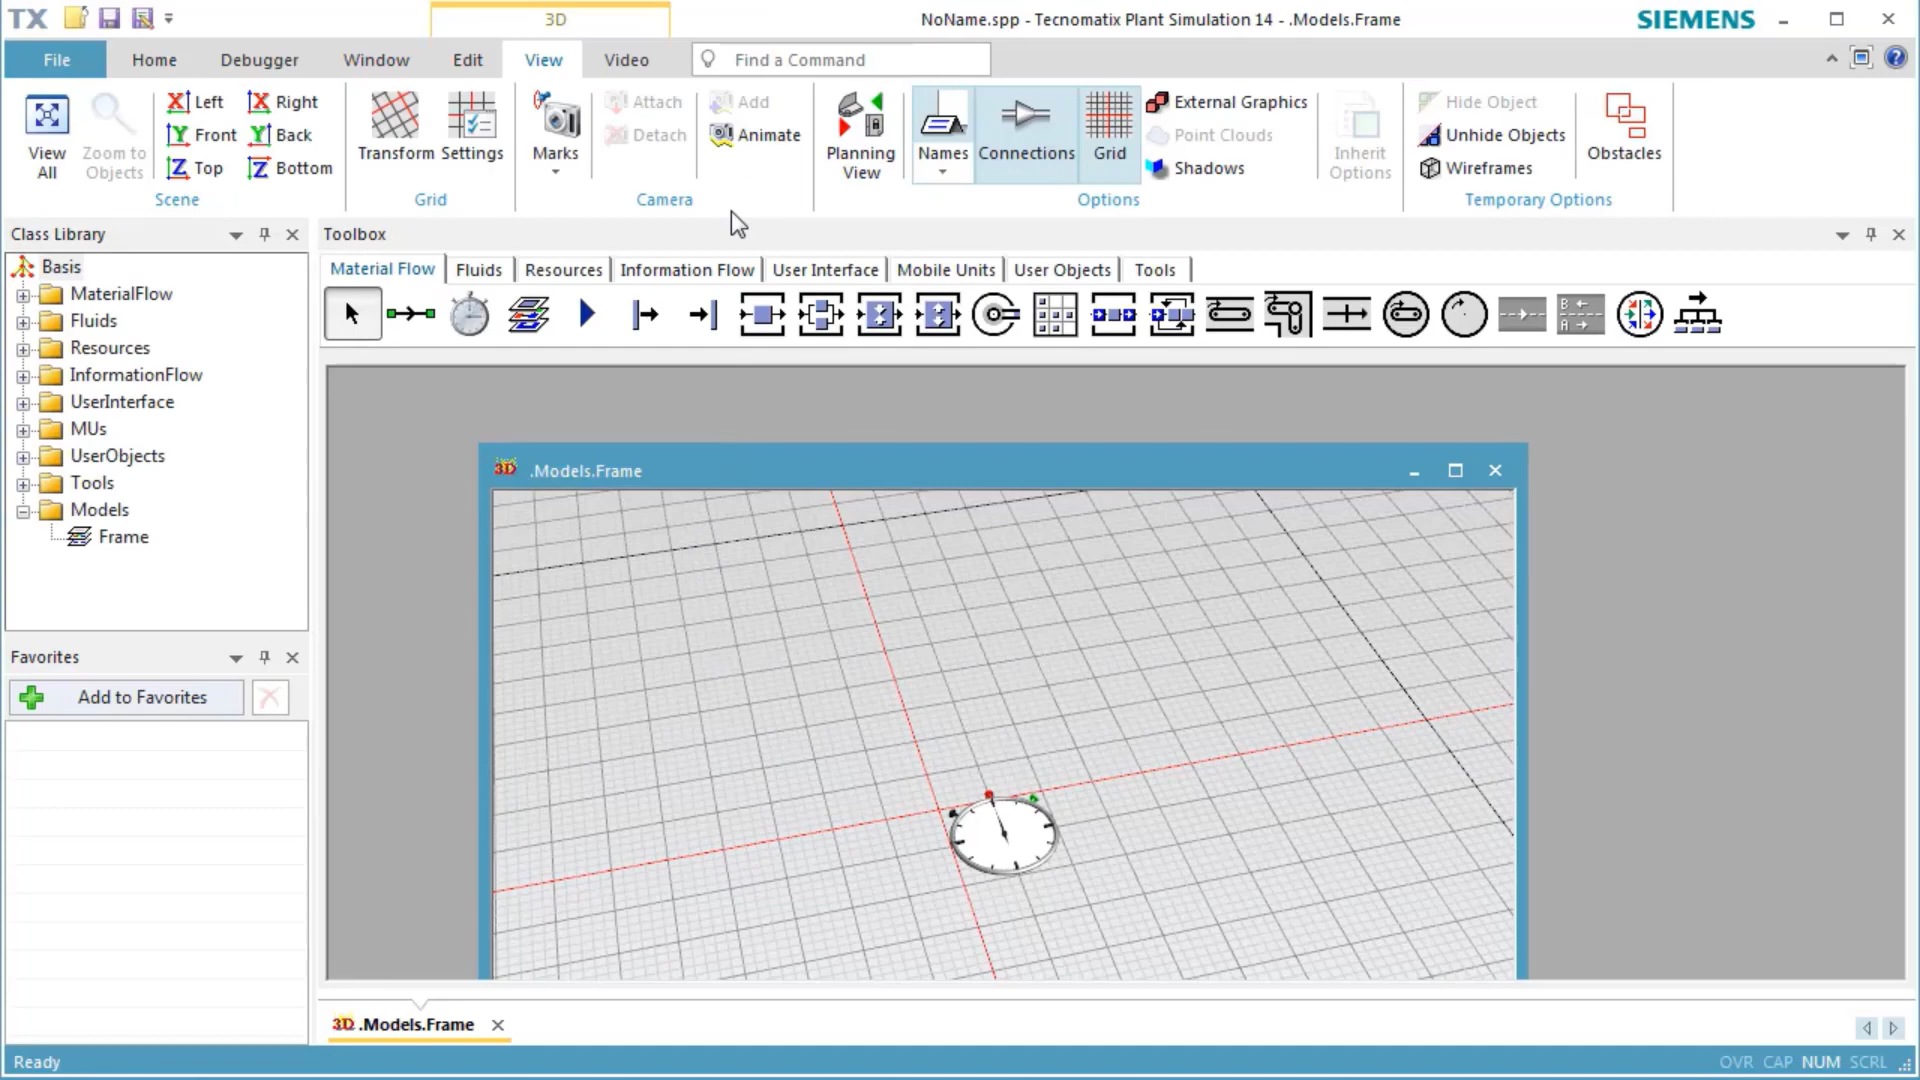 TX 3D NoName.spp - Tecnomatix Plant Simulation 14 - .Models.Frame SIEMENS
File Home Debugger Window Edit View Video Find a Command
View All
Zoom to Objects
Left Right
Front Back
Top Bottom
Scene
Transform Settings
Grid
Marks
Attach Add
Detach Animate
Camera
Planning View
Names Connections Grid
External Graphics
Point Clouds
Shadows
Inherit Options
Options
Hide Object
Unhide Objects
Wireframes
Obstacles
Temporary Options
Class Library
Basis
MaterialFlow
Fluids
Resources
InformationFlow
UserInterface
MUs
UserObjects
Tools
Models
Frame
Favorites
Add to Favorites
Toolbox
Material Flow Fluids Resources Information Flow User Interface Mobile Units User Objects Tools
B
A
3D .Models.Frame
3D .Models.Frame
Ready OVR CAP NUM SCRL